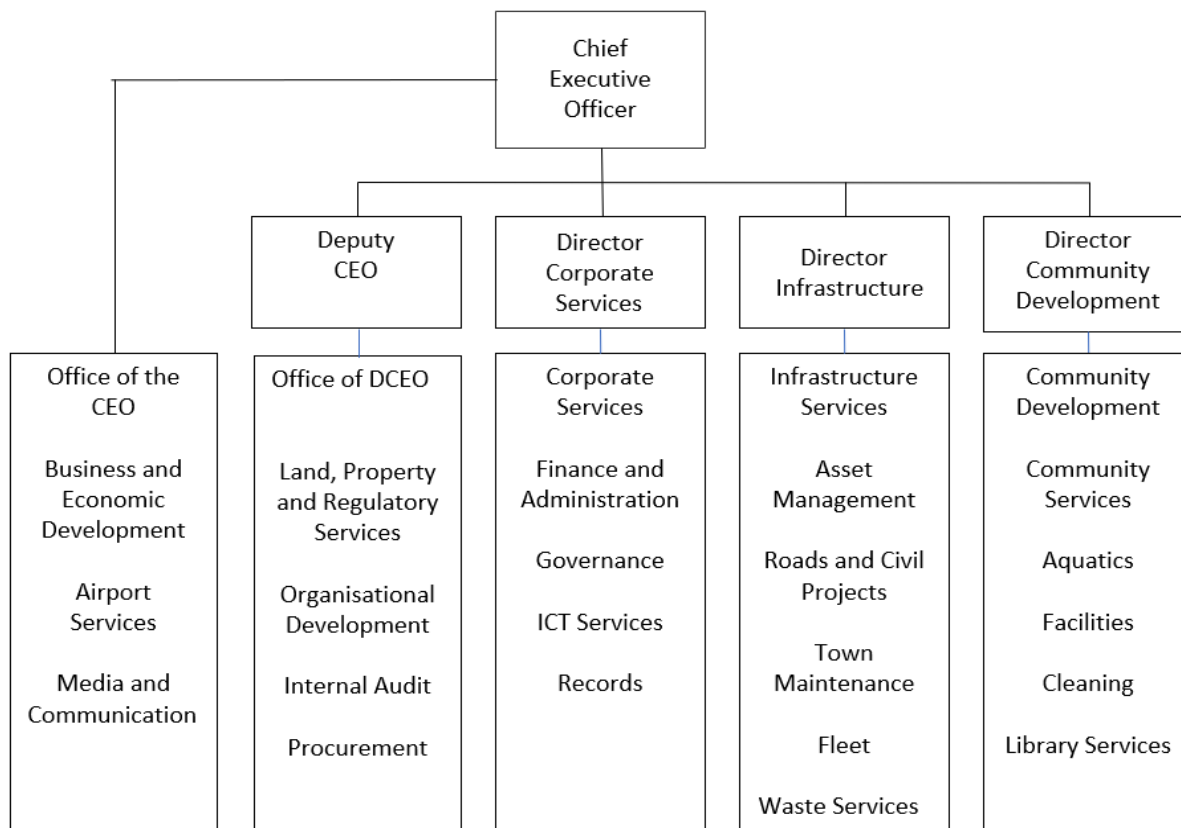 Chief
Executive
Officer
Deputy
CEO
Director
Corporate
Services
Director
Infrastructure
Director
Community
Development
Office of the
CEO
Business and
Economic
Development
Airport
Services
Media and
Communication
Office of DCEO
Land, Property
and Regulatory
Services
Organisational
Development
Internal Audit
Procurement
Corporate
Services
Finance and
Administration
Governance
ICT Services
Records
Infrastructure
Services
Asset
Management
Roads and Civil
Projects
Town
Maintenance
Fleet
Waste Services
Community
Development
Community
Services
Aquatics
Facilities
Cleaning
Library Services